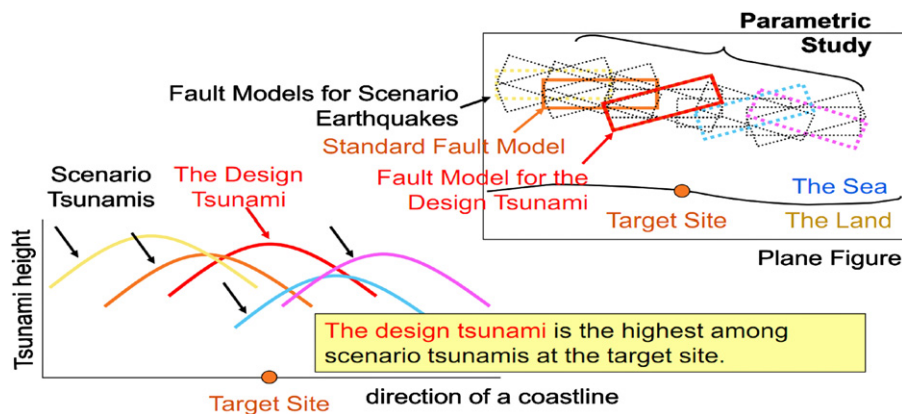 Parametric
Study
Fault Models for Scenario
Earthquakes
Standard Fault Model
Fault Model for the
Design Tsunami
The Sea
Target Site
The Land
Plane Figure
Scenario
Tsunamis
The Design
Tsunami
Tsunami height
The design tsunami is the highest among
scenario tsunamis at the target site.
Target Site
direction of a coastline